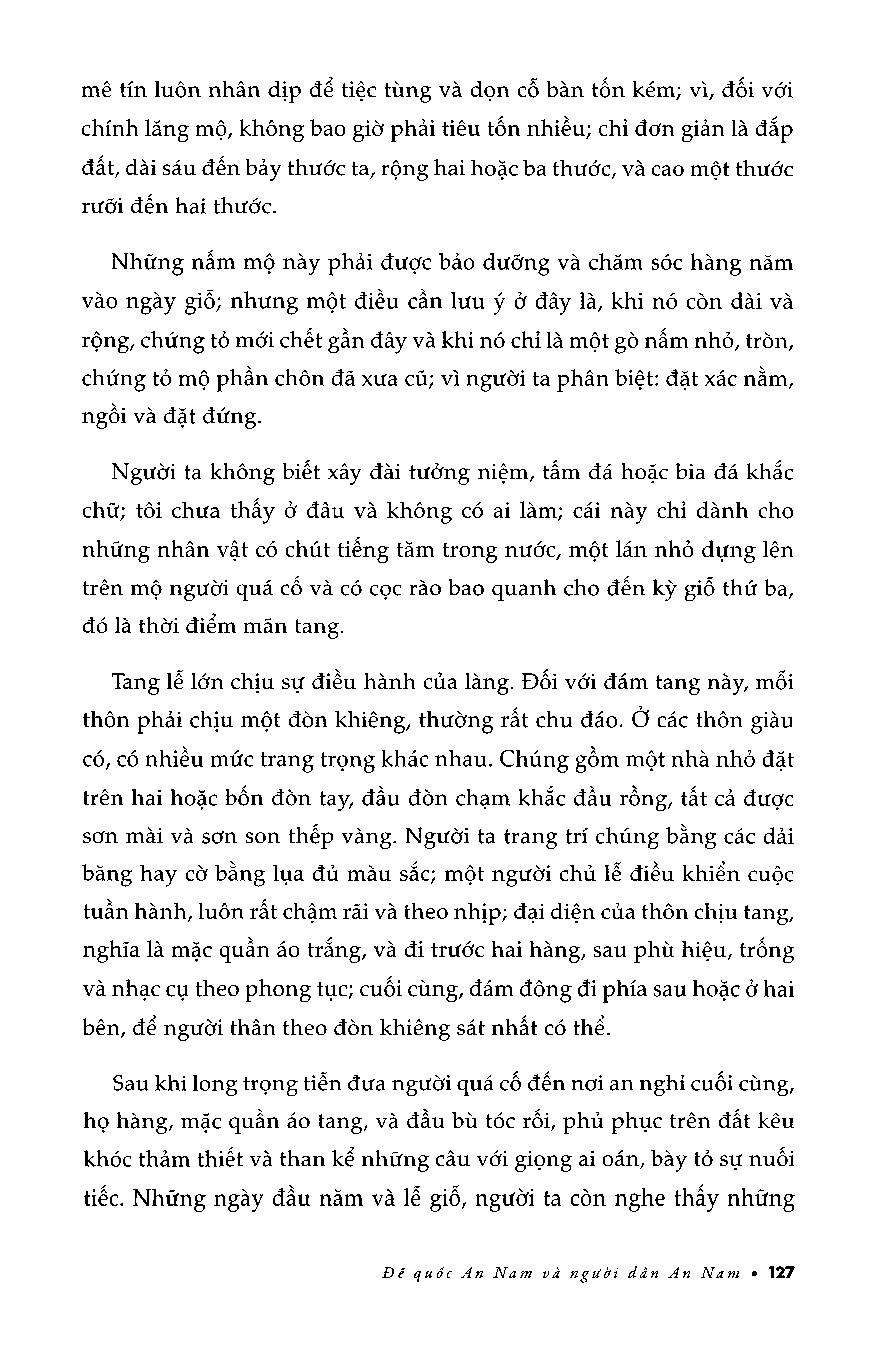 mê tín luôn nhân dịp để tiệc tùng và dọn cỗ bàn tốn kém; vì, đối với
chính lăng mộ, không bao giờ phải tiêu tốn nhiều; chỉ đơn giản là đắp
đất, dài sáu đến bảy thước ta, rộng hai hoặc ba thước, và cao một thước
rưỡi đến hai thước.
Những nấm mộ này phải được bảo dưỡng và chăm sóc hàng năm
vào ngày giỗ; nhưng một điều cần lưu ý ở đây là, khi nó còn dài và
rộng, chứng tỏ mới chết gần đây và khi nó chỉ là một gò nấm nhỏ, tròn,
chứng tỏ mộ phần chôn đã xưa cũ; vì người ta phân biệt: đặt xác nằm,
ngồi và đặt đứng.
Người ta không biết xây đài tưởng niệm, tấm đá hoặc bia đá khắc
chữ; tôi chưa thấy ở đâu và không có ai làm; cái này chỉ dành cho
những nhân vật có chút tiếng tăm trong nước, một lán nhỏ dựng lên
trên mộ người quá cố và có cọc rào bao quanh cho đến kỳ giỗ thứ ba,
đó là thời điểm mãn tang.
Tang lễ lớn chịu sự điều hành của làng. Đối với đám tang này, mỗi
thôn phải chịu một đòn khiêng, thường rất chu đáo. Ở các thôn giàu
có, có nhiều mức trang trọng khác nhau. Chúng gồm một nhà nhỏ đặt
trên hai hoặc bốn đòn tay, đầu đòn chạm khắc đầu rồng, tất cả được
sơn mài và sơn son thếp vàng. Người ta trang trí chúng bằng các dải
băng hay cờ bằng lụa đủ màu sắc; một người chủ lễ điều khiển cuộc
tuần hành, luôn rất chậm rãi và theo nhịp; đại diện của thôn chịu tang,
nghĩa là mặc quần áo trắng, và đi trước hai hàng, sau phù hiệu, trống
và nhạc cụ theo phong tục; cuối cùng, đám đông đi phía sau hoặc ở hai
bên, để người thân theo đòn khiêng sát nhất có thể.
Sau khi long trọng tiễn đưa người quá cố đến nơi an nghỉ cuối cùng,
họ hàng, mặc quần áo tang, và đầu bù tóc rối, phủ phục trên đất kêu
khóc thảm thiết và than kể những câu với giọng ai oán, bày tỏ sự nuối
tiếc. Những ngày đầu năm và lễ giỗ, người ta còn nghe thấy những
Đế quốc An Nam và người dân An Nam • 127